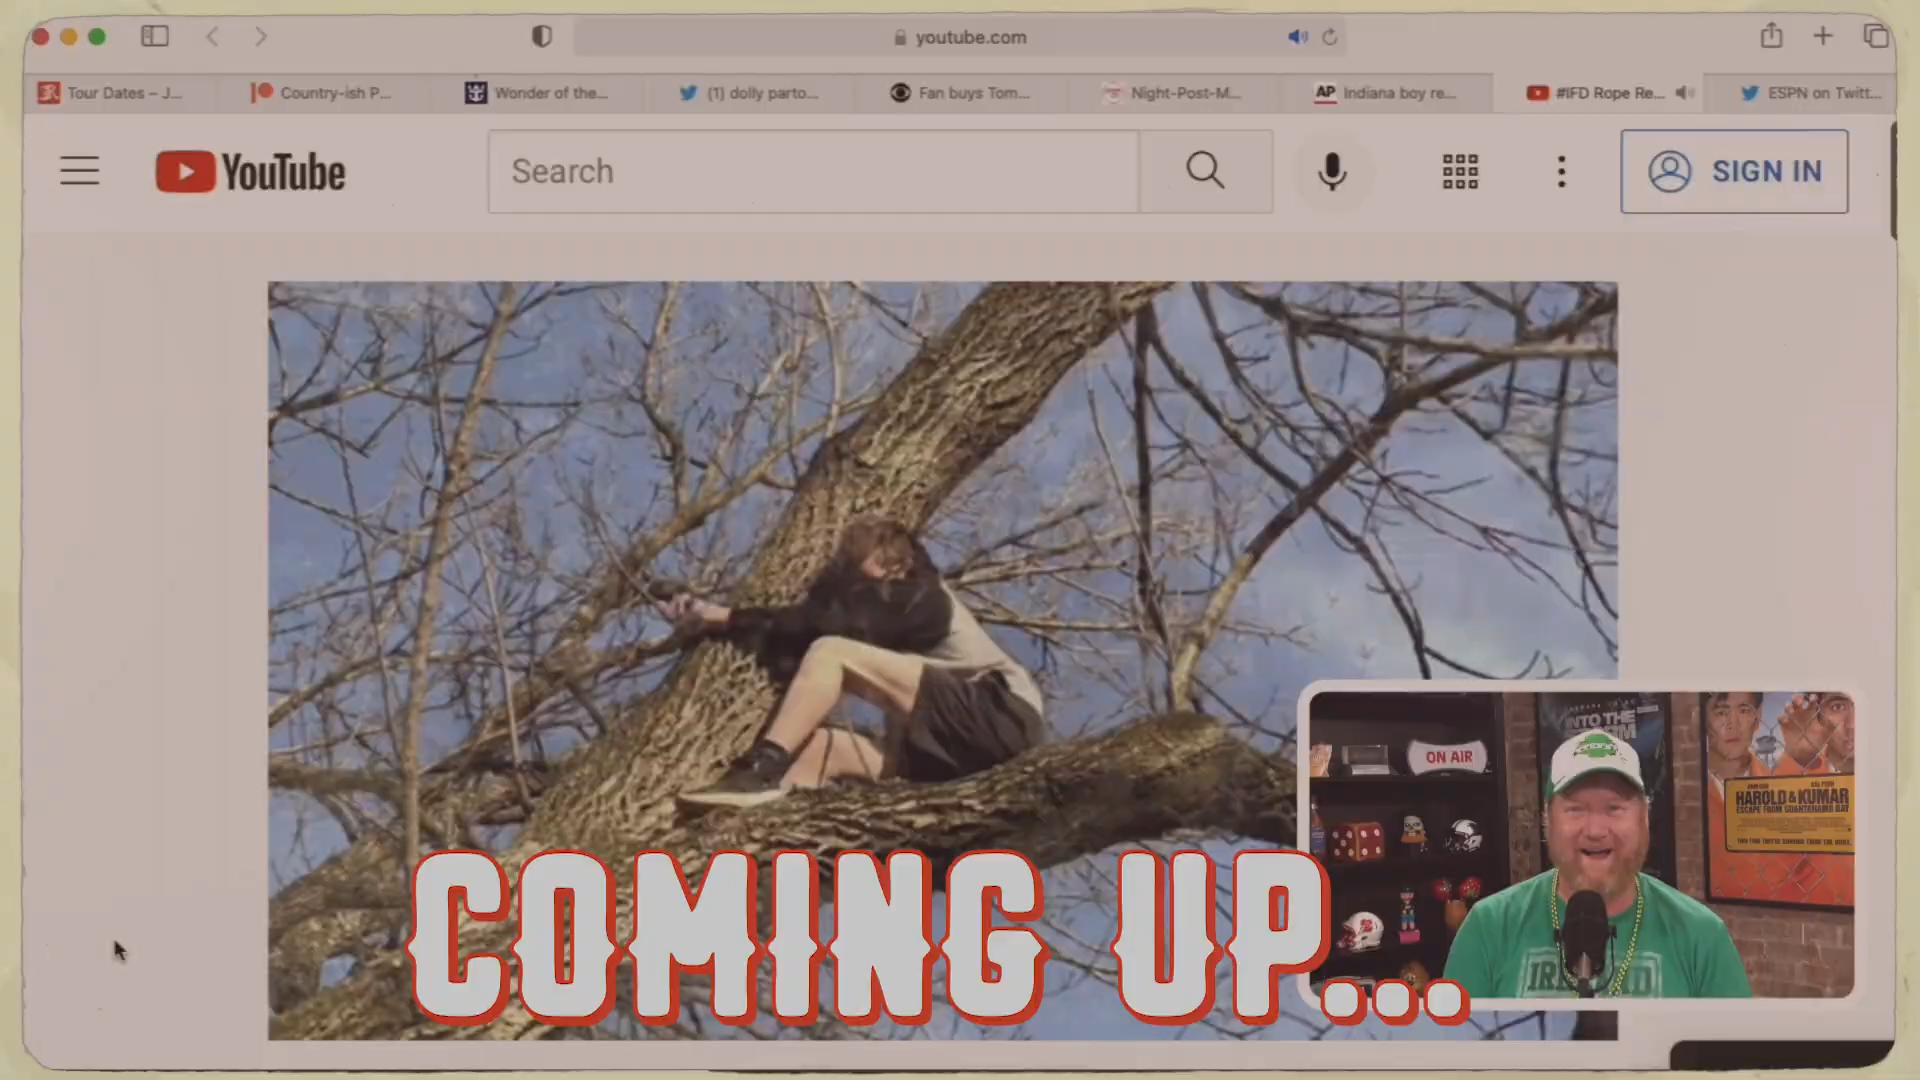 youtube.com
Tour Dates – J...
Country-ish P...
Wonder of the...
(1) dolly parto...
Fan buys Tom...
Night-Post-M...
AP Indiana boy re...
#IFD Rope Re...
ESPN on Twitt...
YouTube
Search
SIGN IN
INTO THE
ON AIR
HAROLD & KUMAR
ESCAPE FROM GUANTANAMO BAY
COMING UP...